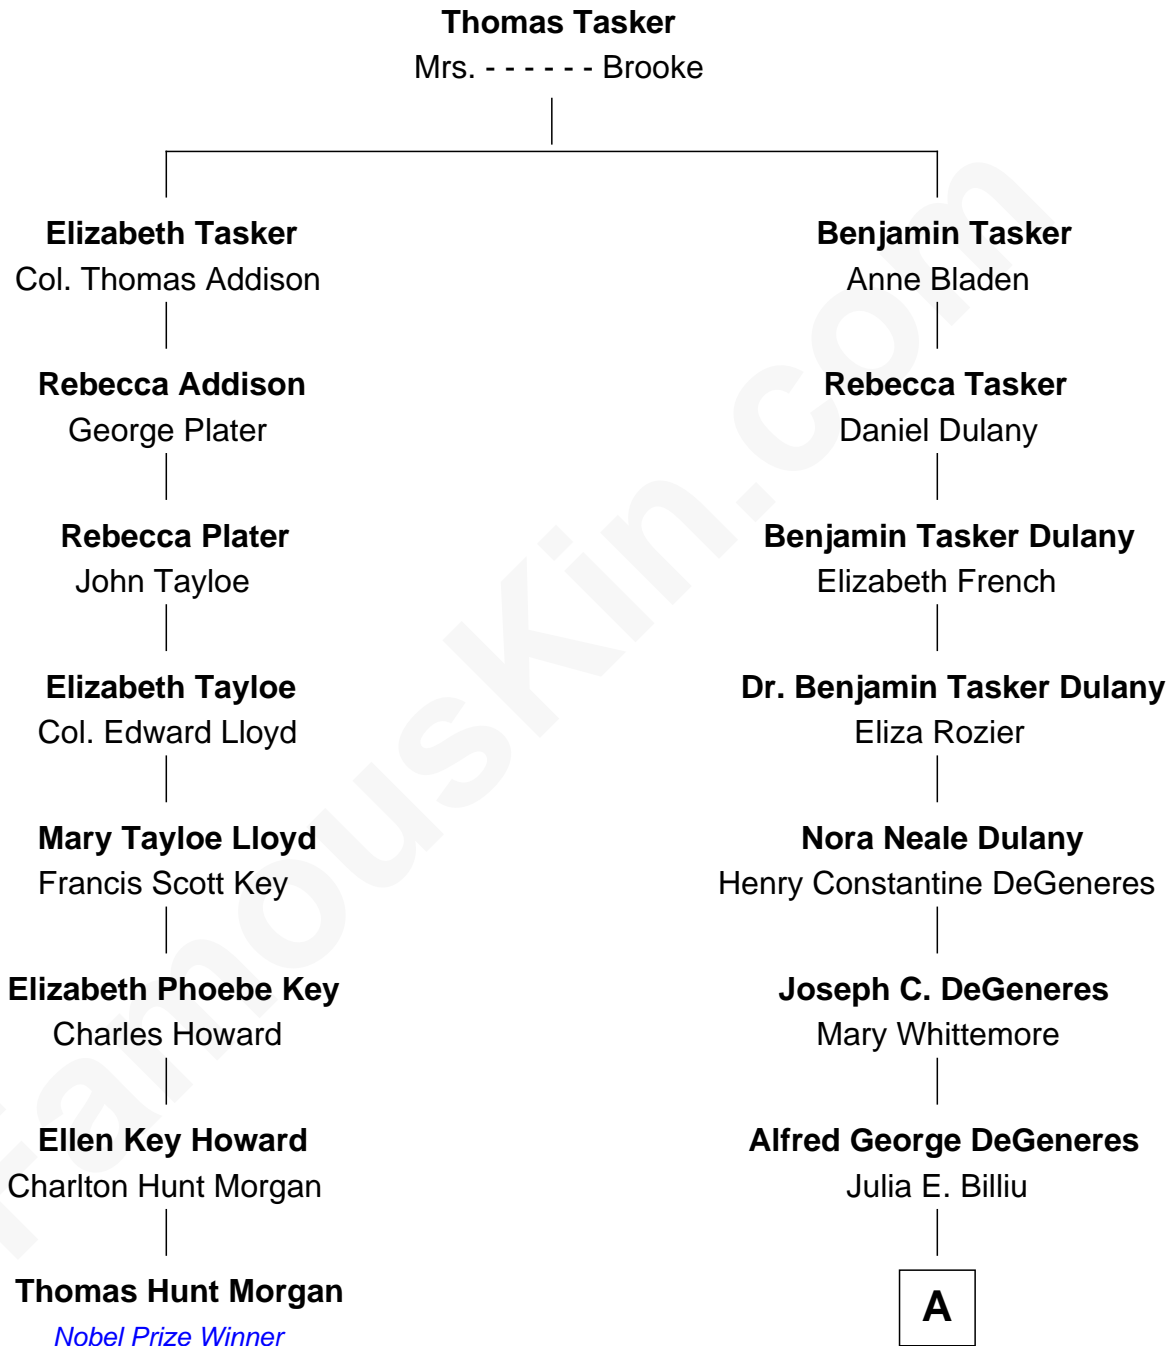 Thomas Tasker
Mrs. - - - - - - Brooke
Elizabeth Tasker
Col. Thomas Addison
Benjamin Tasker
Anne Bladen
Rebecca Addison
George Plater
Rebecca Tasker
Daniel Dulany
Rebecca Plater
John Tayloe
Benjamin Tasker Dulany
Elizabeth French
Elizabeth Tayloe
Col. Edward Lloyd
Dr. Benjamin Tasker Dulany
Eliza Rozier
Mary Tayloe Lloyd
Francis Scott Key
Nora Neale Dulany
Henry Constantine DeGeneres
Elizabeth Phoebe Key
Charles Howard
Joseph C. DeGeneres
Mary Whittemore
Ellen Key Howard
Charlton Hunt Morgan
Alfred George DeGeneres
Julia E. Billiu
Thomas Hunt Morgan
Nobel Prize Winner
A
FamousKin.com